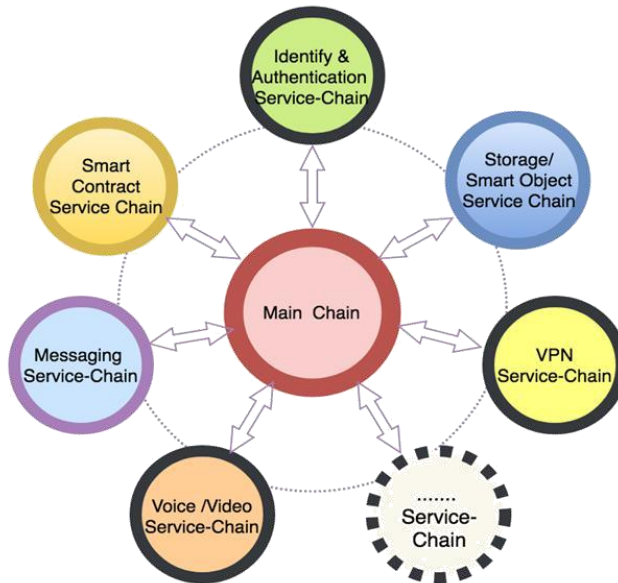 Identify &
Authentication
Service-Chain
Smart
Contract
Service Chain
Storage/
Smart Object
Service Chain
Main Chain
Messaging
Service-Chain
VPN
Service-Chain
Voice /Video
Service-Chain
.......
Service-
Chain